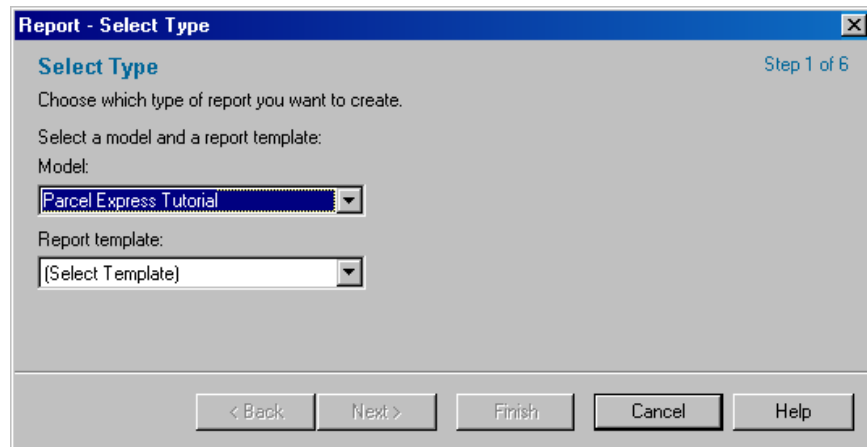 Report - Select Type
Select Type
Step 1 of 6
Choose which type of report you want to create.
Select a model and a report template:
Model:
Parcel Express Tutorial
Report template:
(Select Template)
< Back Next > Finish Cancel Help